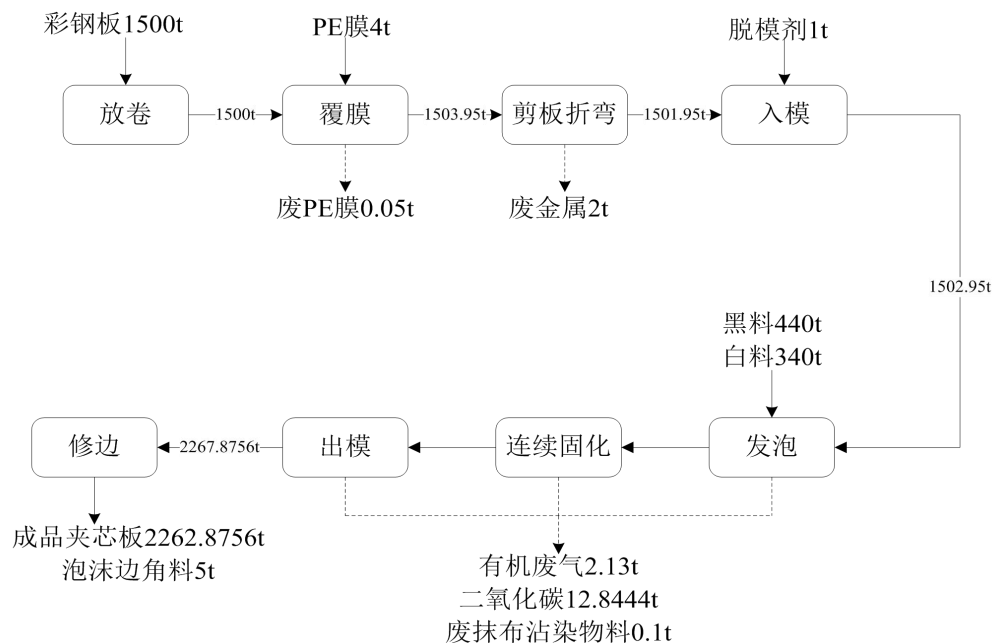 彩钢板1500t
PE膜4t
脱模剂1t
放卷
1500t
覆膜
1503.95t
剪板折弯
1501.95t
入模
废PE膜0.05t
废金属2t
1502.95t
黑料440t
白料340t
修边
2267.8756t
出模
连续固化
发泡
成品夹芯板2262.8756t
泡沫边角料5t
有机废气2.13t
二氧化碳12.8444t
废抹布沾染物料0.1t